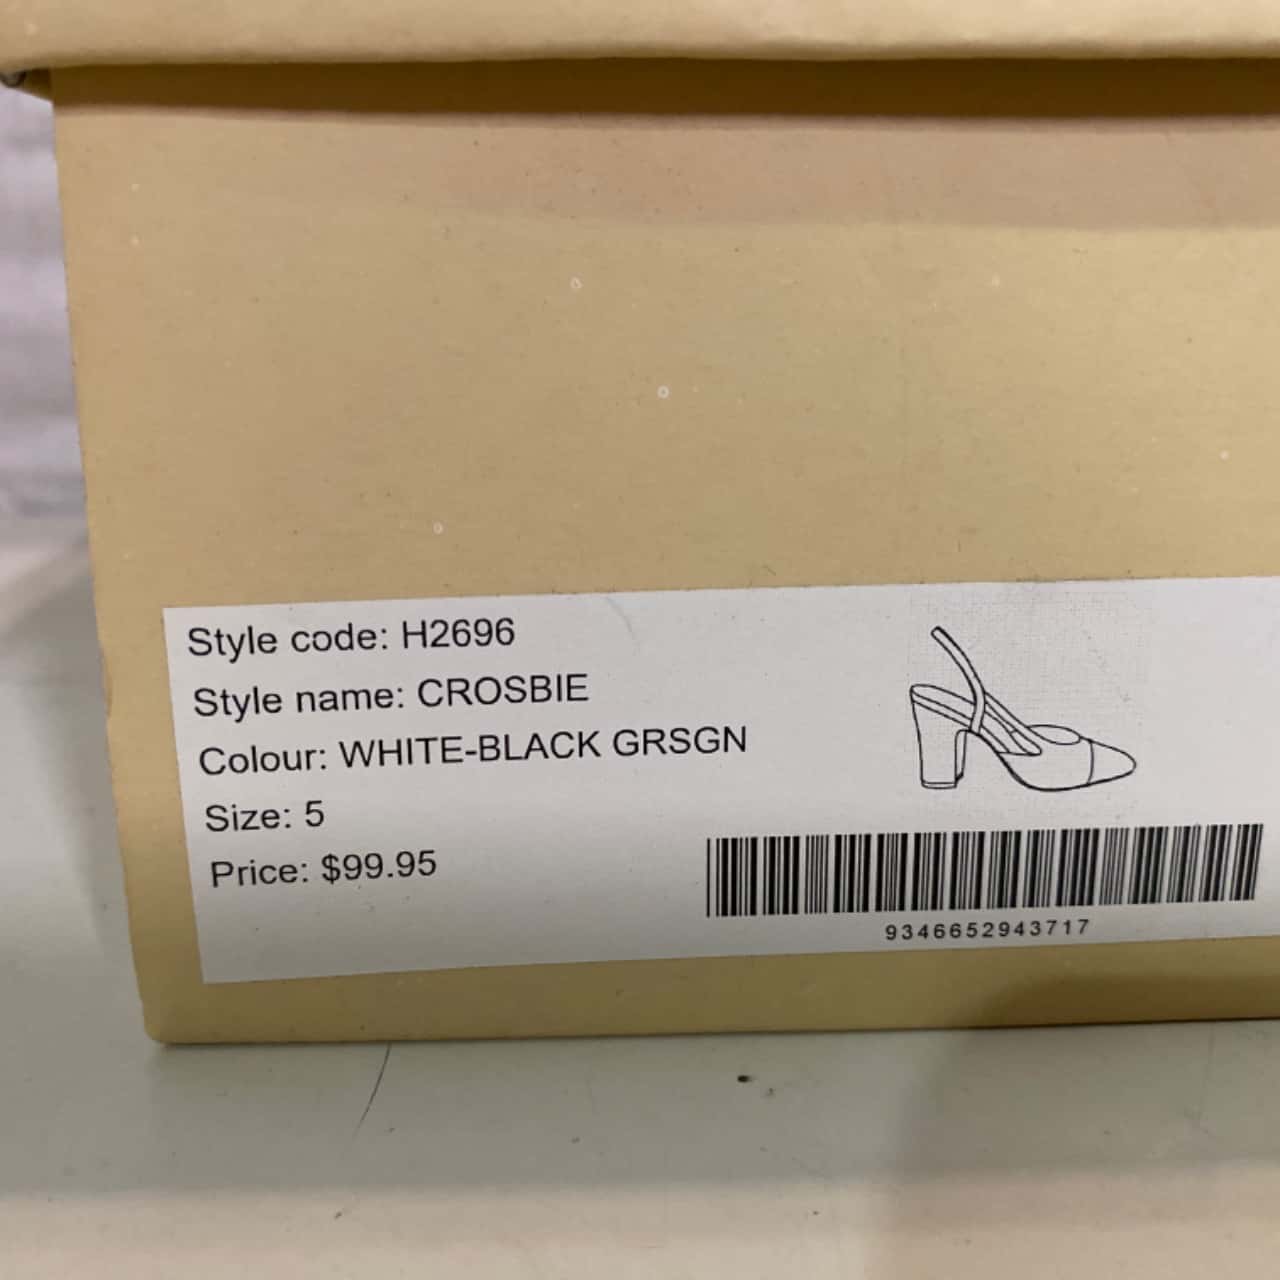 Style code: H2696
Style name: CROSBIE
Colour: WHITE-BLACK GRSGN
Size: 5
Price: $99.95
9346652943717